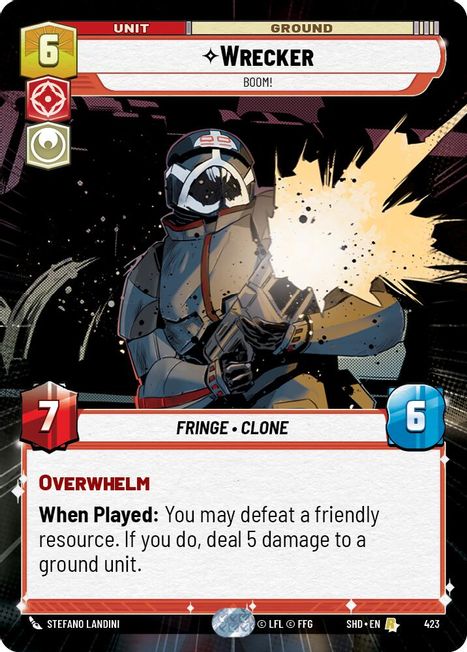 UNIT GROUND
6
WRECKER
BOOM!
7
FRINGE • CLONE
6
OVERWHELM
When Played: You may defeat a friendly
resource. If you do, deal 5 damage to a
ground unit.
STEFANO LANDINI © LFL © FFG SHD • EN R 423